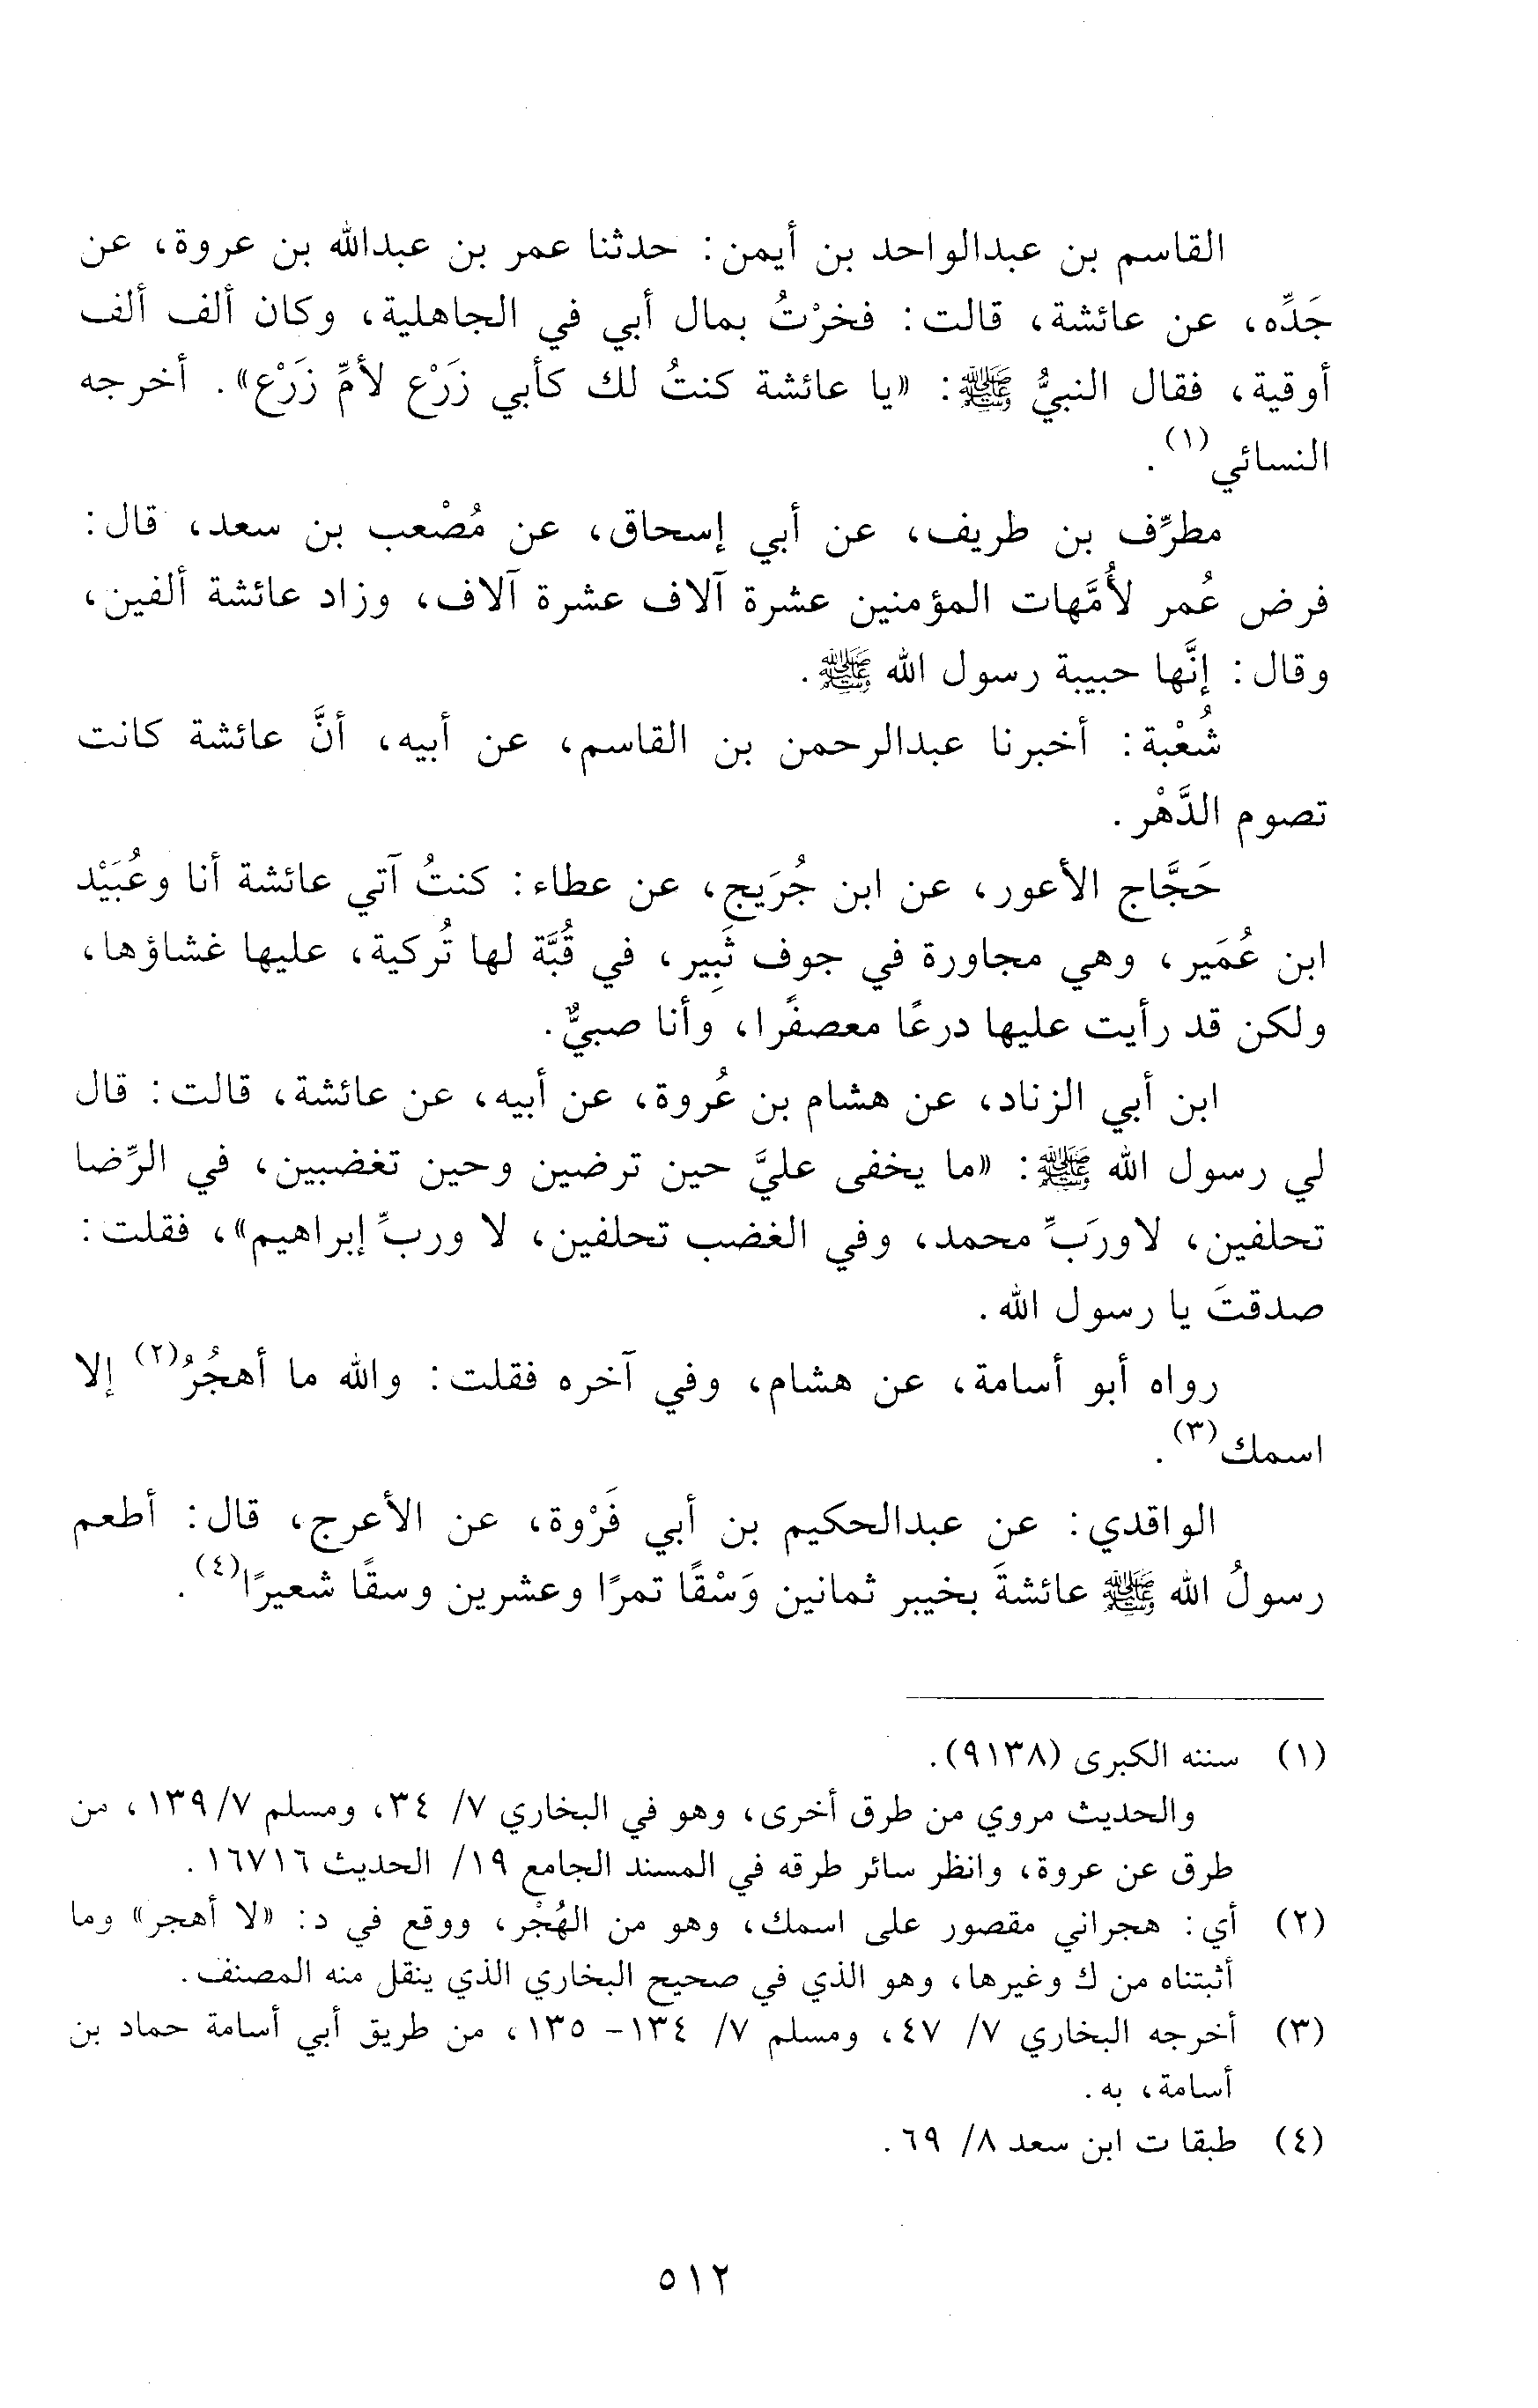 القاسم بن عبدالواحد بن أيمن: حدثنا عمر بن عبدالله بن عروة، عن
جَدِّه، عن عائشة، قالت: فخرْتُ بمال أبي في الجاهلية، وكان ألف ألف
أوقية، فقال النبيُّ ﷺ: «يا عائشة كنتُ لك كأبي زَرْع لأمِّ زَرْع». أخرجه
النسائي(١).
مطرِّف بن طريف، عن أبي إسحاق، عن مُصْعب بن سعد، قال:
فرض عُمر لأُمَّهات المؤمنين عشرة آلاف عشرة آلاف، وزاد عائشة ألفين،
وقال: إنَّها حبيبة رسول الله ﷺ.
شُعْبة: أخبرنا عبدالرحمن بن القاسم، عن أبيه، أنَّ عائشة كانت
تصوم الدَّهْر.
حَجَّاج الأعور، عن ابن جُرَيج، عن عطاء: كنتُ آتي عائشة أنا وعُبَيْد
ابن عُمَير، وهي مجاورة في جوف ثَبِير، في قُبَّة لها تُركية، عليها غشاؤها،
ولكن قد رأيت عليها درعًا معصفًرا، وأنا صبيٌّ.
ابن أبي الزناد، عن هشام بن عُروة، عن أبيه، عن عائشة، قالت: قال
لي رسول الله ﷺ: «ما يخفى عليَّ حين ترضين وحين تغضبين، في الرِّضا
تحلفين، لاورَبِّ محمد، وفي الغضب تحلفين، لا وربِّ إبراهيم»، فقلت:
صدقتَ يا رسول الله.
رواه أبو أسامة، عن هشام، وفي آخره فقلت: والله ما أهجُرُ(٢) إلا
اسمك(٣).
الواقدي: عن عبدالحكيم بن أبي فَرْوة، عن الأعرج، قال: أطعم
رسولُ الله ﷺ عائشةَ بخيبر ثمانين وَسْقًا تمرًا وعشرين وسقًا شعيرًا(٤).
(١) سننه الكبرى (٩١٣٨).
والحديث مروي من طرق أخرى، وهو في البخاري ٧/ ٣٤، ومسلم ٧/ ١٣٩، من
طرق عن عروة، وانظر سائر طرقه في المسند الجامع ١٩/ الحديث ١٦٧١٦.
(٢) أي: هجراني مقصور على اسمك، وهو من الهُجْر، ووقع في د: «لا أهجر» وما
أثبتناه من ك وغيرها، وهو الذي في صحيح البخاري الذي ينقل منه المصنف.
(٣) أخرجه البخاري ٧/ ٤٧، ومسلم ٧/ ١٣٤- ١٣٥، من طريق أبي أسامة حماد بن
أسامة، به.
(٤) طبقات ابن سعد ٨/ ٦٩.
٥١٢